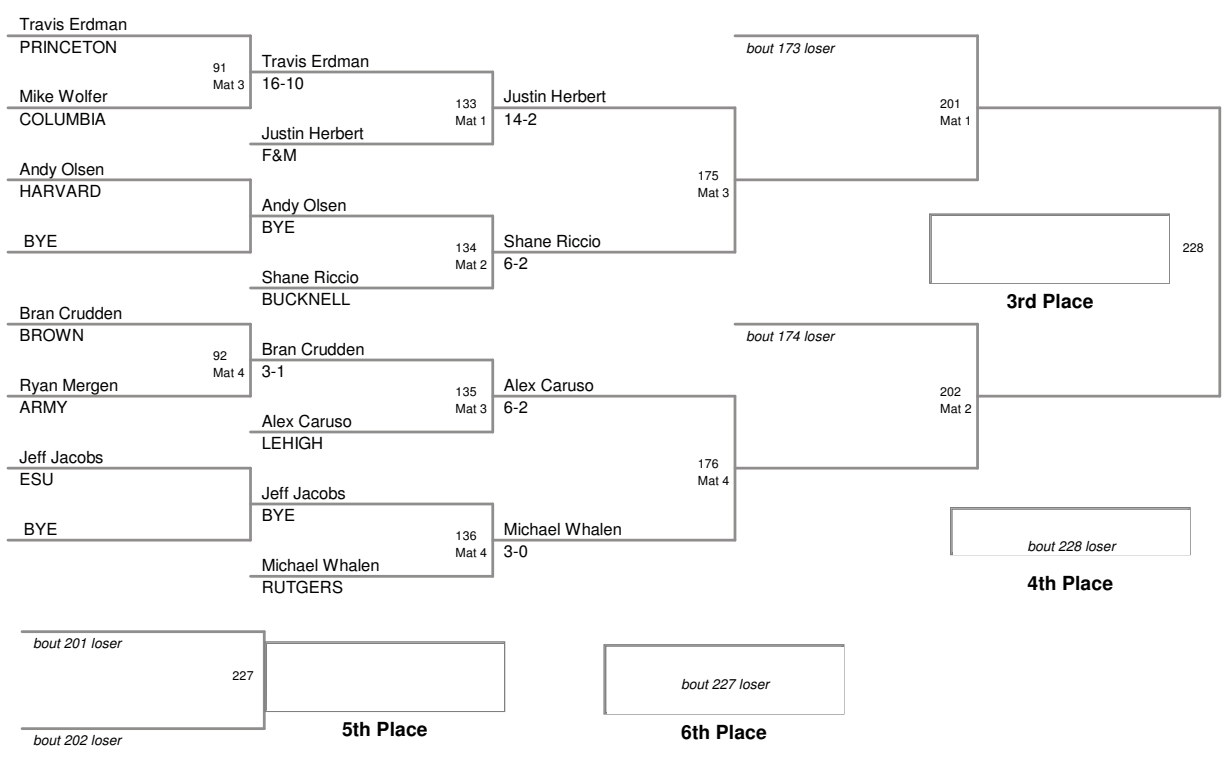 Travis Erdman
PRINCETON
91
Mat 3
Mike Wolfer
COLUMBIA
Andy Olsen
HARVARD
BYE
Bran Crudden
BROWN
92
Mat 4
Ryan Mergen
ARMY
Jeff Jacobs
ESU
BYE
Travis Erdman
16-10
133
Mat 1
Justin Herbert
F&M
Andy Olsen
BYE
134
Mat 2
Shane Riccio
BUCKNELL
Bran Crudden
3-1
135
Mat 3
Alex Caruso
LEHIGH
Jeff Jacobs
BYE
136
Mat 4
Michael Whalen
RUTGERS
Justin Herbert
14-2
175
Mat 3
Shane Riccio
6-2
Alex Caruso
6-2
176
Mat 4
Michael Whalen
3-0
bout 173 loser
201
Mat 1
bout 174 loser
202
Mat 2
228
3rd Place
bout 228 loser
4th Place
bout 201 loser
227
bout 202 loser
5th Place
bout 227 loser
6th Place